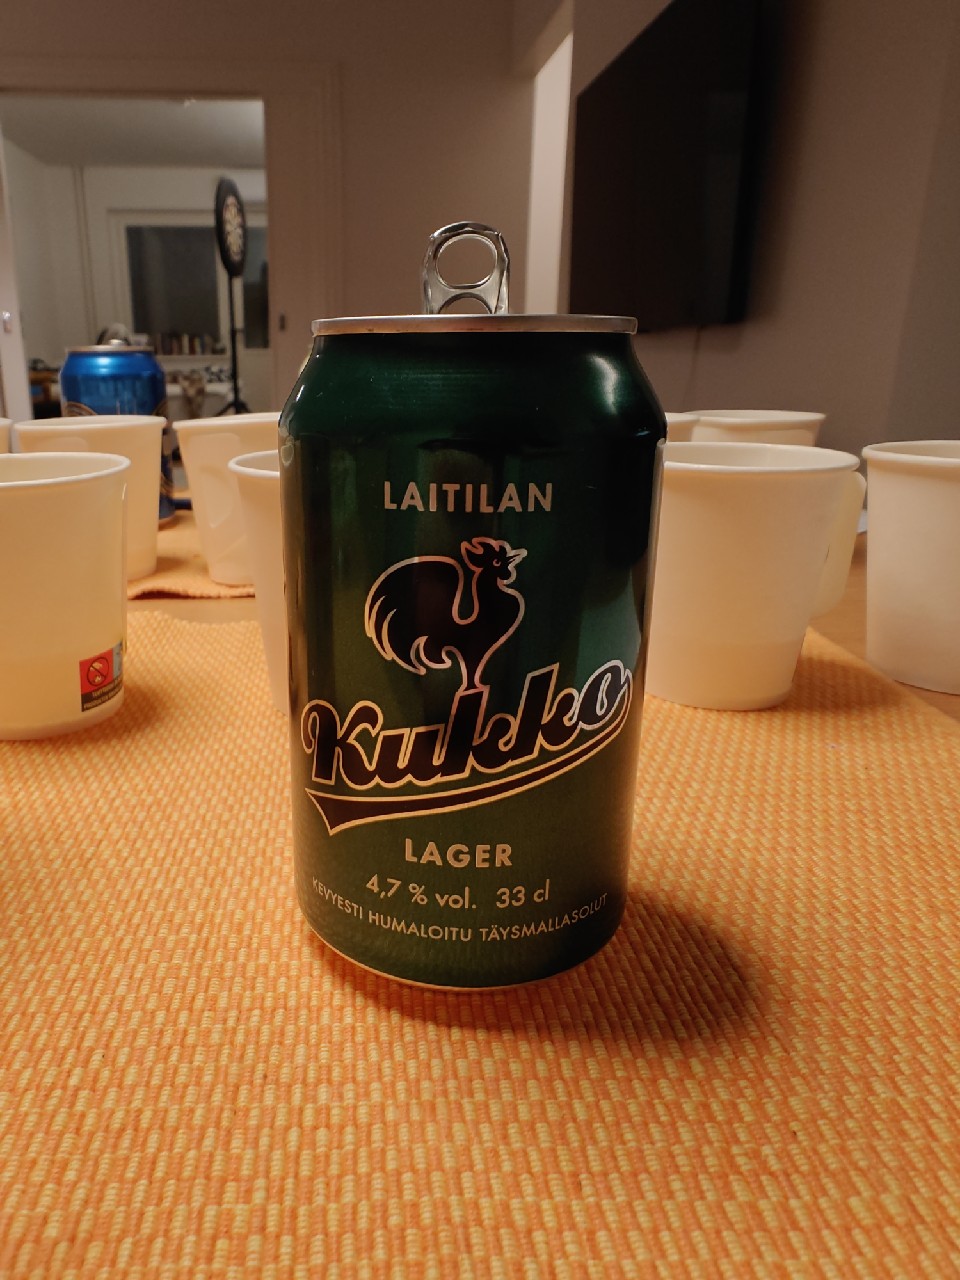 LAITILAN
Kukko
LAGER
4,7 % vol. 33 cl
KEVYESTI HUMALOITU TÄYSMALLASOLUT